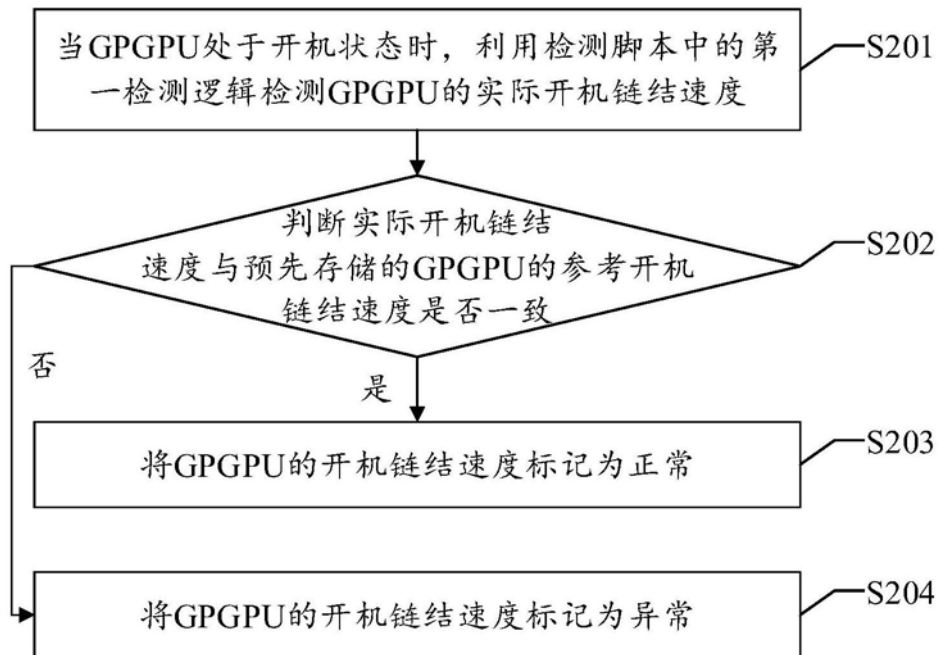 当GPGPU处于开机状态时，利用检测脚本中的第
一检测逻辑检测GPGPU的实际开机链结速度
S201
判断实际开机链结
速度与预先存储的GPGPU的参考开机
链结速度是否一致
S202
否
是
将GPGPU的开机链结速度标记为正常
S203
将GPGPU的开机链结速度标记为异常
S204